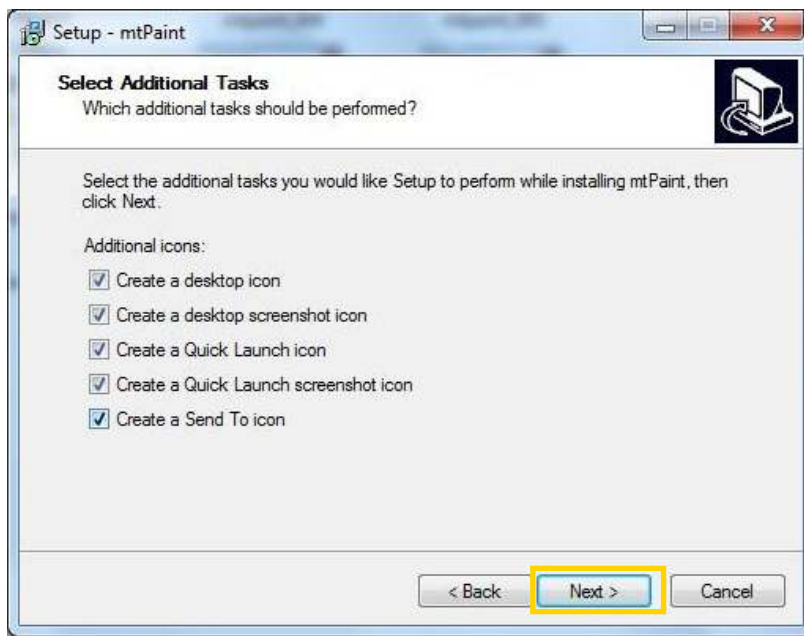 Setup - mtPaint
Select Additional Tasks
Which additional tasks should be performed?
Select the additional tasks you would like Setup to perform while installing mtPaint, then
click Next.
Additional icons:
Create a desktop icon
Create a desktop screenshot icon
Create a Quick Launch icon
Create a Quick Launch screenshot icon
Create a Send To icon
< Back Next > Cancel